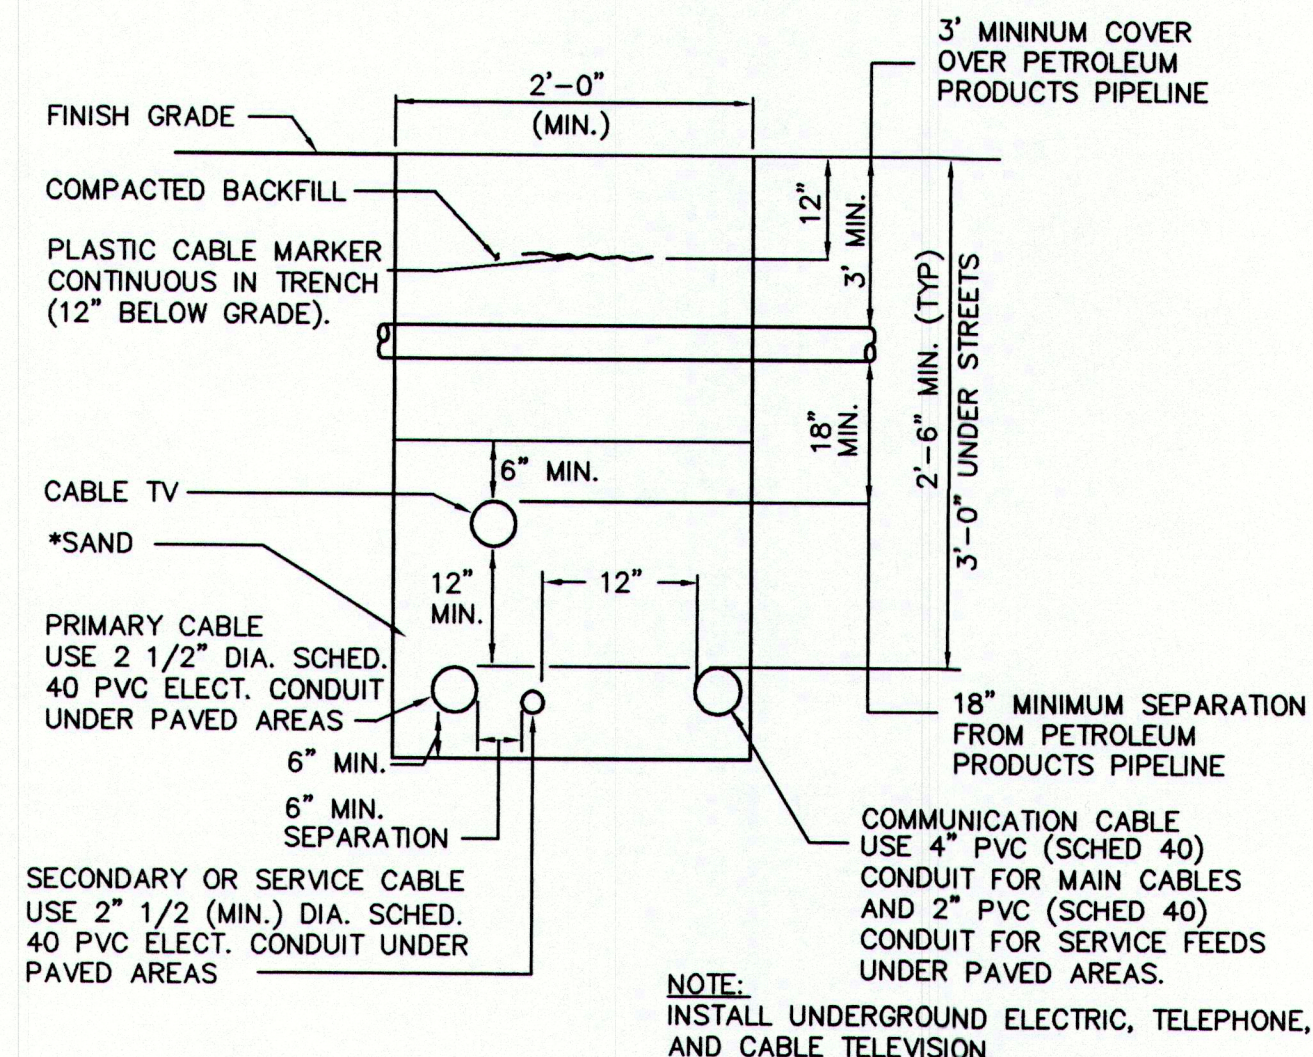 3' MININUM COVER
OVER PETROLEUM
PRODUCTS PIPELINE
2'-0"
(MIN.)
FINISH GRADE
COMPACTED BACKFILL
PLASTIC CABLE MARKER
CONTINUOUS IN TRENCH
(12" BELOW GRADE).
12"
3' MIN.
2'-6" MIN. (TYP)
3'-0" UNDER STREETS
18"
MIN.
6" MIN.
CABLE TV
*SAND
12"
MIN.
12"
PRIMARY CABLE
USE 2 1/2" DIA. SCHED.
40 PVC ELECT. CONDUIT
UNDER PAVED AREAS
6" MIN.
6" MIN.
SEPARATION
SECONDARY OR SERVICE CABLE
USE 2" 1/2 (MIN.) DIA. SCHED.
40 PVC ELECT. CONDUIT UNDER
PAVED AREAS
18" MINIMUM SEPARATION
FROM PETROLEUM
PRODUCTS PIPELINE
COMMUNICATION CABLE
USE 4" PVC (SCHED 40)
CONDUIT FOR MAIN CABLES
AND 2" PVC (SCHED 40)
CONDUIT FOR SERVICE FEEDS
UNDER PAVED AREAS.
NOTE:
INSTALL UNDERGROUND ELECTRIC, TELEPHONE,
AND CABLE TELEVISION